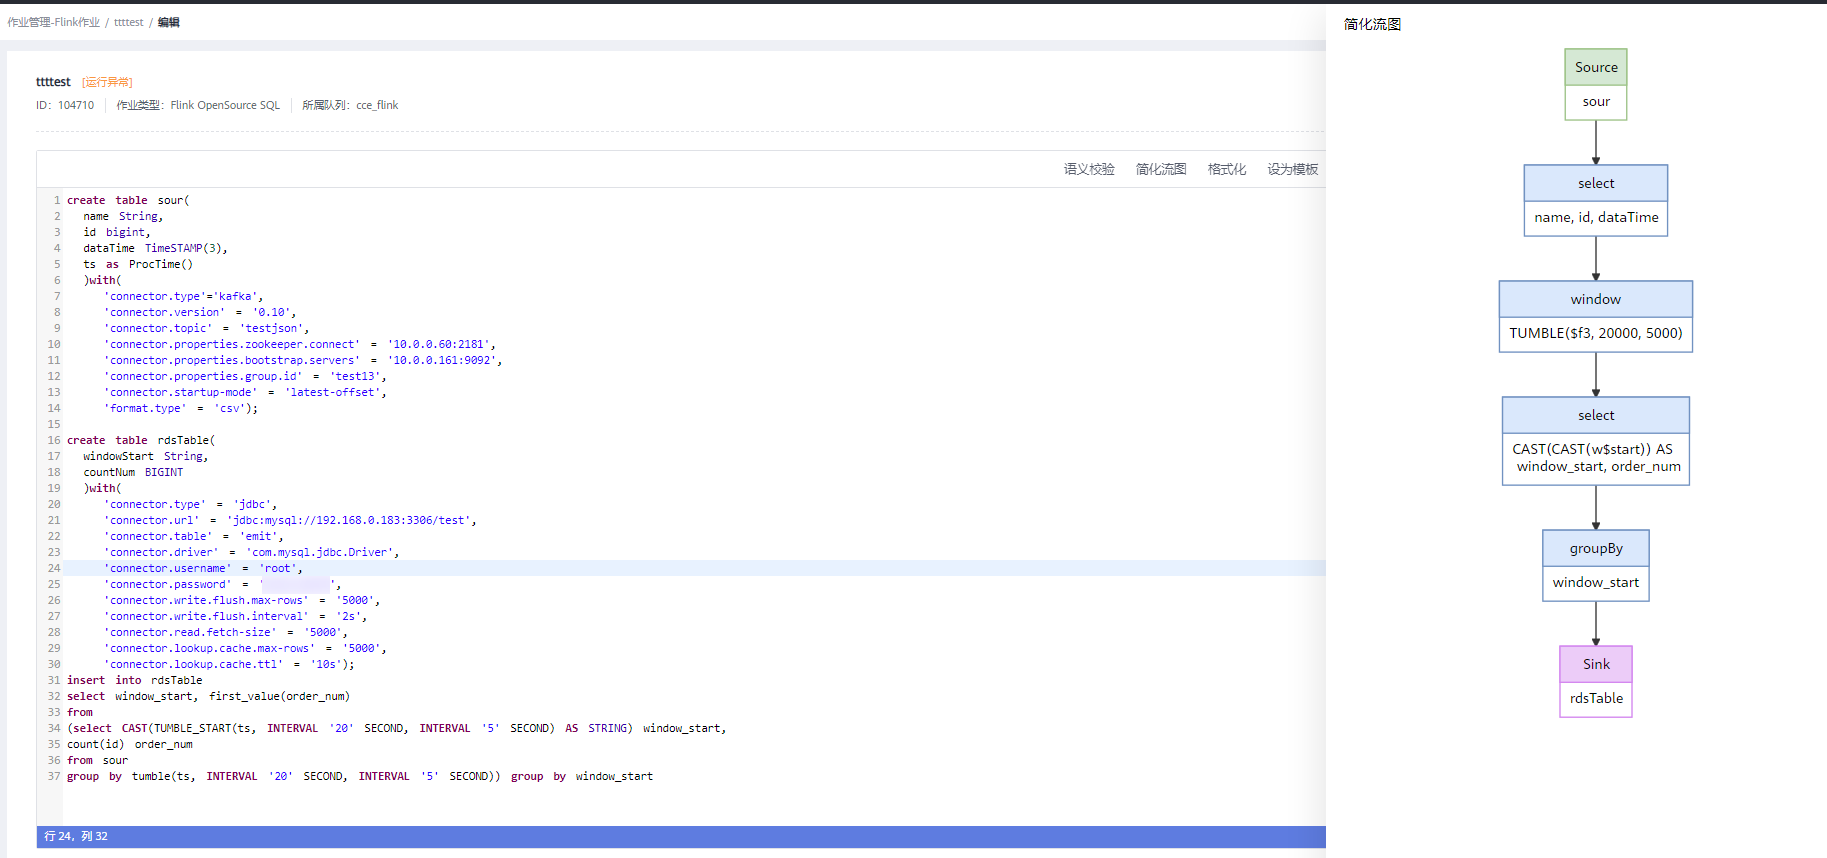 作业管理-Flink作业 / ttttest / 编辑
ttttest [运行异常]
ID: 104710 作业类型: Flink OpenSource SQL 所属队列: cce_flink
语义校验 简化流图 格式化 设为模板
1 create table sour(
2 name String,
3 id bigint,
4 dataTime TimeSTAMP(3),
5 ts as ProcTime()
6 )with(
7 'connector.type'='kafka',
8 'connector.version' = '0.10',
9 'connector.topic' = 'testjson',
10 'connector.properties.zookeeper.connect' = '10.0.0.60:2181',
11 'connector.properties.bootstrap.servers' = '10.0.0.161:9092',
12 'connector.properties.group.id' = 'test13',
13 'connector.startup-mode' = 'latest-offset',
14 'format.type' = 'csv');
15
16 create table rdsTable(
17 windowStart String,
18 countNum BIGINT
19 )with(
20 'connector.type' = 'jdbc',
21 'connector.url' = 'jdbc:mysql://192.168.0.183:3306/test',
22 'connector.table' = 'emit',
23 'connector.driver' = 'com.mysql.jdbc.Driver',
24 'connector.username' = 'root',
25 'connector.password' = ' ',
26 'connector.write.flush.max-rows' = '5000',
27 'connector.write.flush.interval' = '2s',
28 'connector.read.fetch-size' = '5000',
29 'connector.lookup.cache.max-rows' = '5000',
30 'connector.lookup.cache.ttl' = '10s');
31 insert into rdsTable
32 select window_start, first_value(order_num)
33 from
34 (select CAST(TUMBLE_START(ts, INTERVAL '20' SECOND, INTERVAL '5' SECOND) AS STRING) window_start,
35 count(id) order_num
36 from sour
37 group by tumble(ts, INTERVAL '20' SECOND, INTERVAL '5' SECOND)) group by window_start
行 24，列 32
简化流图
Source
sour
select
name, id, dataTime
window
TUMBLE($f3, 20000, 5000)
select
CAST(CAST(w$start)) AS
window_start, order_num
groupBy
window_start
Sink
rdsTable